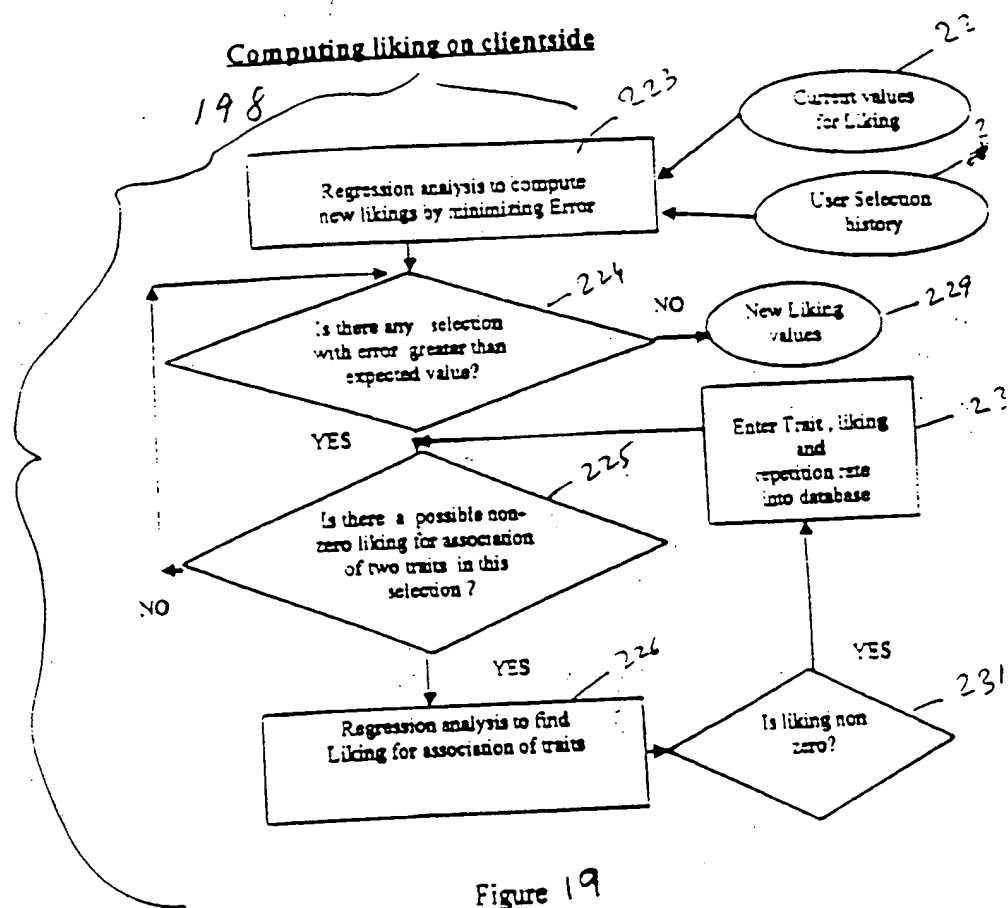 Computing liking on clientside
198
223
22
Current values
for Liking
Regression analysis to compute
new likings by minimizing Error
User Selection
history
224
Is there any selection
with error greater than
expected value?
NO
229
New Liking
values
YES
225
Enter Trait, liking
and
repetition rate
into database
23
Is there a possible non-
zero liking for association
of two traits in this
selection ?
NO
YES
226
YES
231
Regression analysis to find
Liking for association of traits
Is liking non
zero?
Figure 19